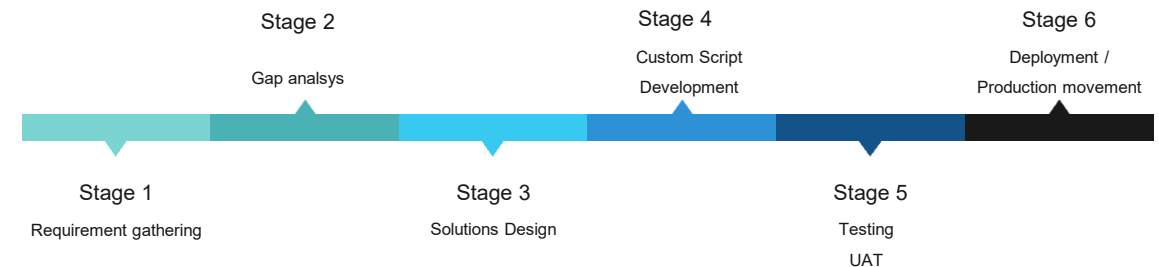 Stage 1
Requirement gathering
Stage 2
Gap analsys
Stage 3
Solutions Design
Stage 4
Custom Script
Development
Stage 5
Testing
UAT
Stage 6
Deployment /
Production movement